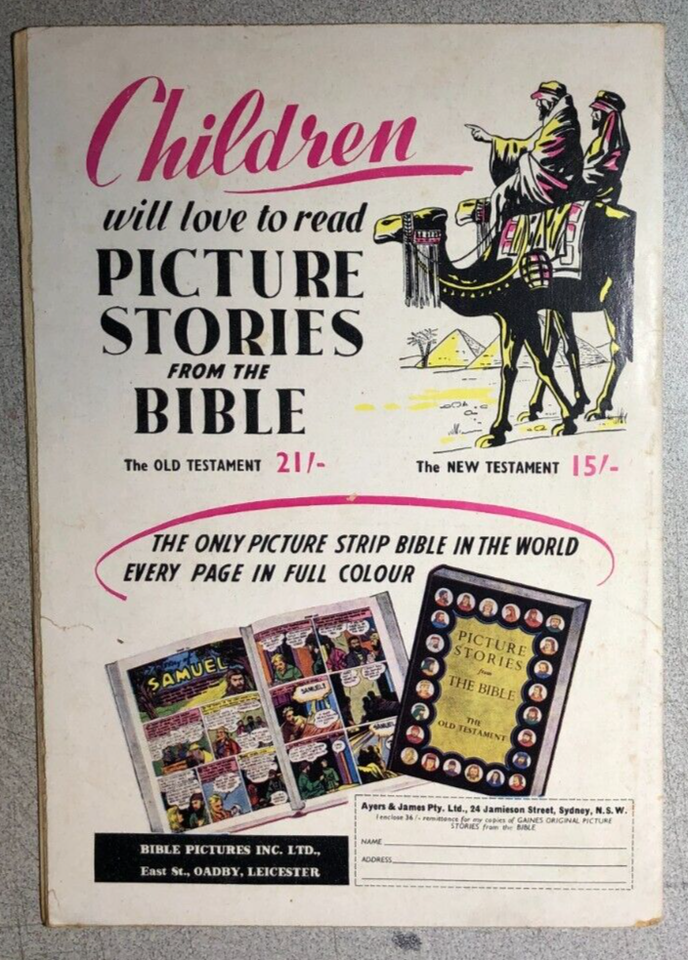 Children
will love to read
PICTURE
STORIES
FROM THE
BIBLE
The OLD TESTAMENT 21/-
The NEW TESTAMENT 15/-
THE ONLY PICTURE STRIP BIBLE IN THE WORLD
EVERY PAGE IN FULL COLOUR
SAMUEL
SAMUEL!
SAMUEL!
PICTURE
STORIES
from
THE BIBLE
THE
OLD TESTAMENT
BIBLE PICTURES INC. LTD.,
East St., OADBY, LEICESTER
Ayers & James Pty. Ltd., 24 Jamieson Street, Sydney, N.S.W.
I enclose 36/- remittance for my copies of GAINES ORIGINAL PICTURE
STORIES from the BIBLE
NAME
ADDRESS